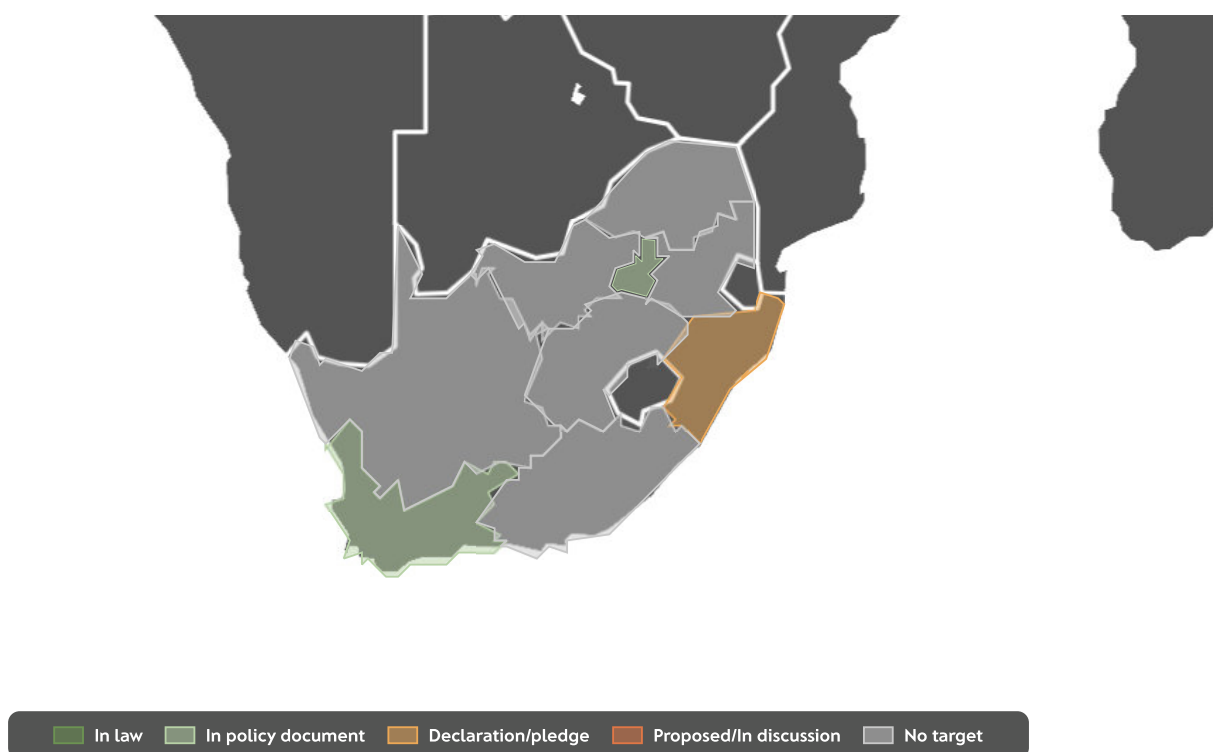 In law In policy document Declaration/pledge Proposed/In discussion No target